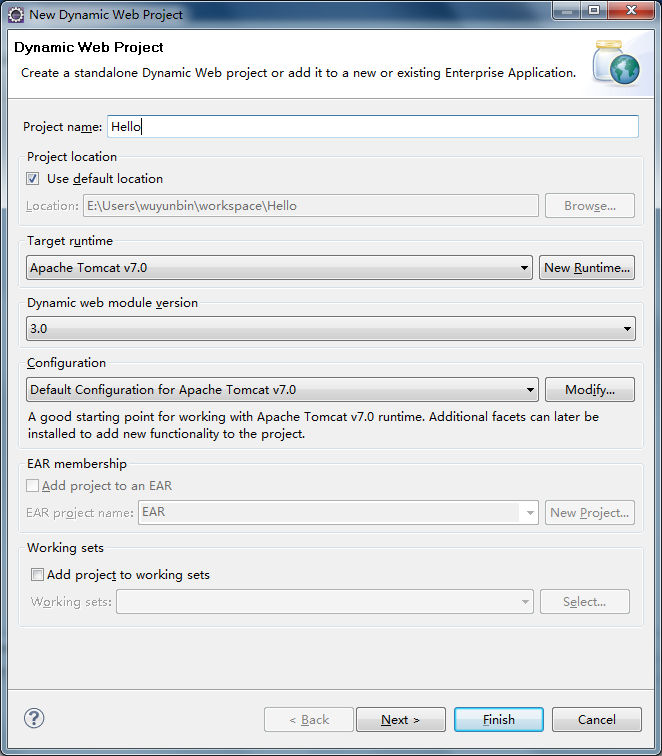 New Dynamic Web Project
Dynamic Web Project
Create a standalone Dynamic Web project or add it to a new or existing Enterprise Application.
Project name: Hello
Project location
Use default location
Location: E:\Users\wuyunbin\workspace\Hello Browse...
Target runtime
Apache Tomcat v7.0 New Runtime...
Dynamic web module version
3.0
Configuration
Default Configuration for Apache Tomcat v7.0 Modify...
A good starting point for working with Apache Tomcat v7.0 runtime. Additional facets can later be
installed to add new functionality to the project.
EAR membership
Add project to an EAR
EAR project name: EAR New Project...
Working sets
Add project to working sets
Working sets: Select...
? < Back Next > Finish Cancel